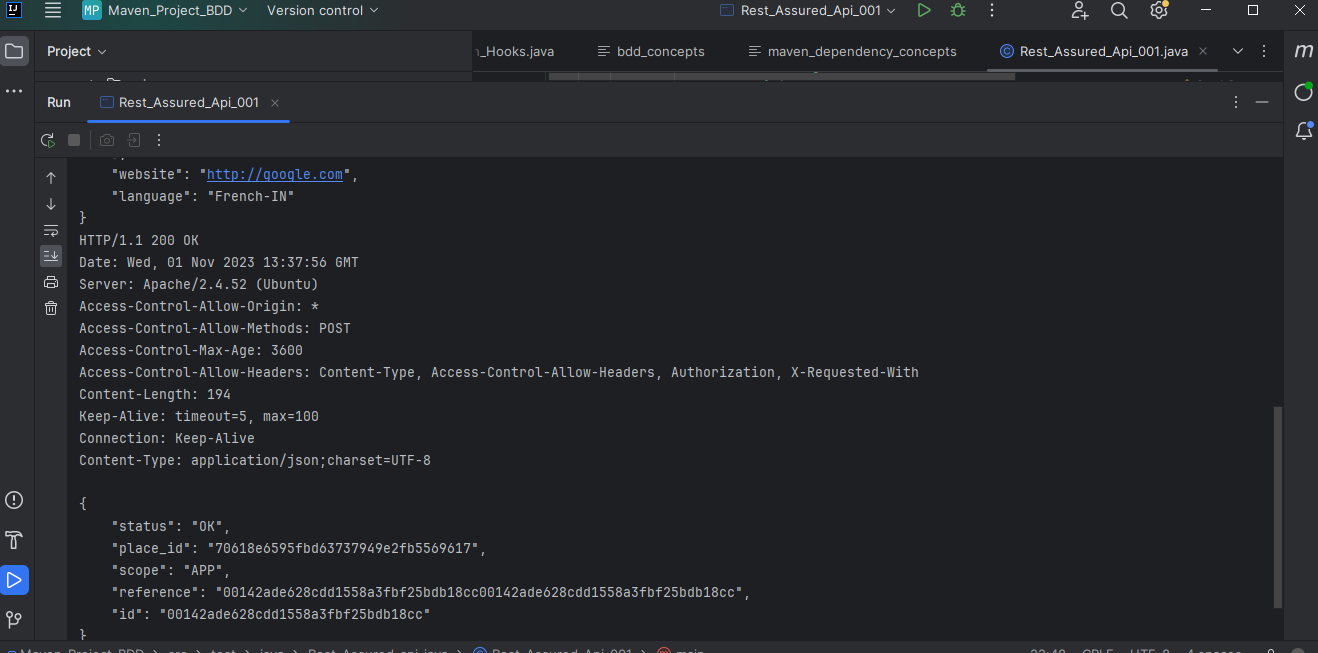 MP Maven_Project_BDD Version control Rest_Assured_Api_001
Project _Hooks.java bdd_concepts maven_dependency_concepts Rest_Assured_Api_001.java m
Run Rest_Assured_Api_001
"website": "http://google.com",
"language": "French-IN"
}
HTTP/1.1 200 OK
Date: Wed, 01 Nov 2023 13:37:56 GMT
Server: Apache/2.4.52 (Ubuntu)
Access-Control-Allow-Origin: *
Access-Control-Allow-Methods: POST
Access-Control-Max-Age: 3600
Access-Control-Allow-Headers: Content-Type, Access-Control-Allow-Headers, Authorization, X-Requested-With
Content-Length: 194
Keep-Alive: timeout=5, max=100
Connection: Keep-Alive
Content-Type: application/json;charset=UTF-8
{
"status": "OK",
"place_id": "70618e6595fbd63737949e2fb5569617",
"scope": "APP",
"reference": "00142ade628cdd1558a3fbf25bdb18cc00142ade628cdd1558a3fbf25bdb18cc",
"id": "00142ade628cdd1558a3fbf25bdb18cc"
}